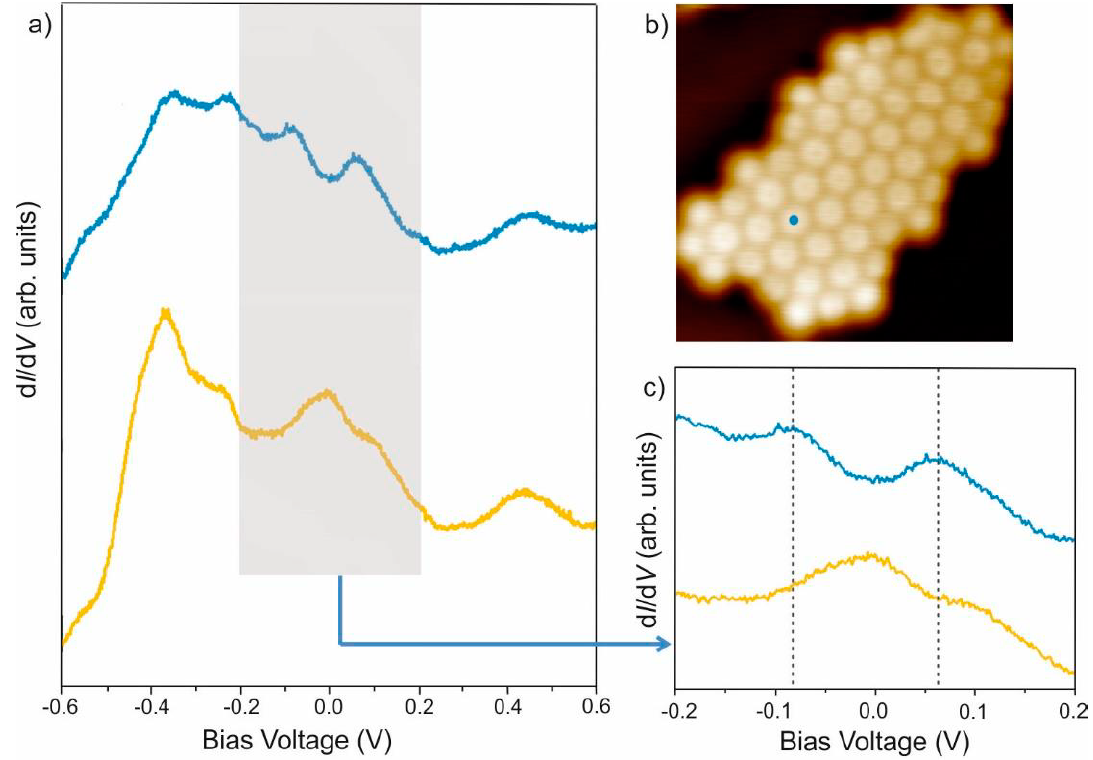 a)
dI/dV (arb. units)
-0.6 -0.4 -0.2 0.0 0.2 0.4 0.6
Bias Voltage (V)
b)
c)
dI/dV (arb. units)
-0.2 -0.1 0.0 0.1 0.2
Bias Voltage (V)